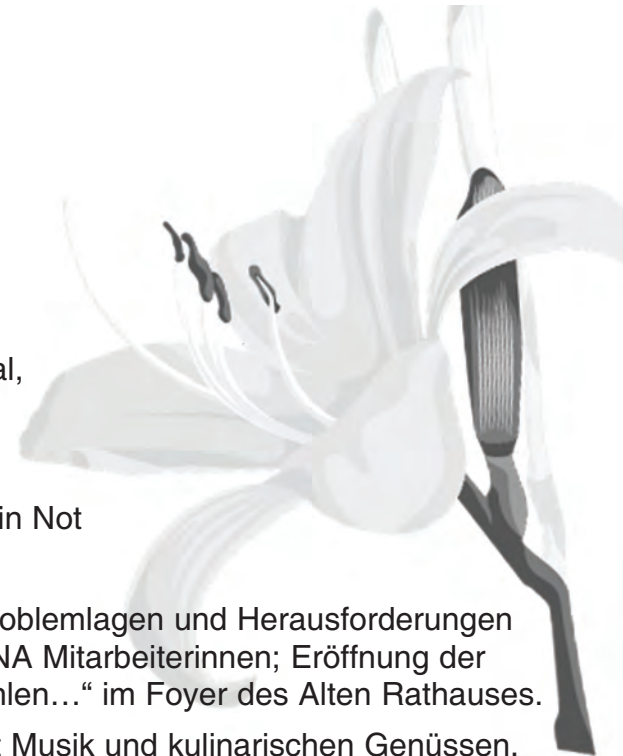 al,
in Not
oblemlagen und Herausforderungen
NA Mitarbeiterinnen; Eröffnung der
hlen…“ im Foyer des Alten Rathauses.
t Musik und kulinarischen Genüssen.